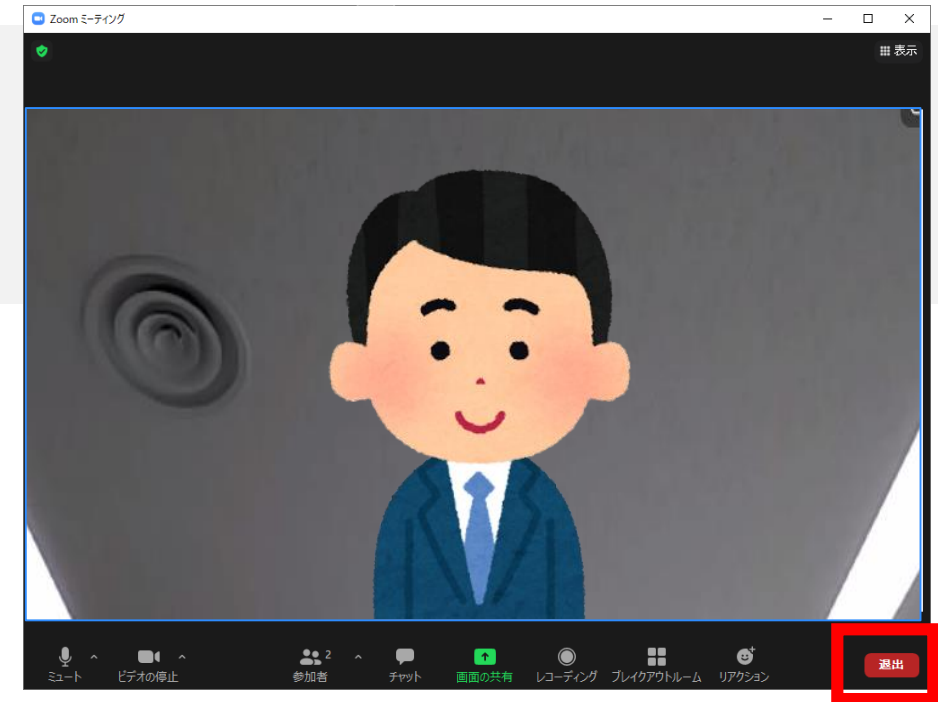 Zoom ミーティング
表示
ミュート
ビデオの停止
参加者
2
チャット
画面の共有
レコーディング
ブレイクアウトルーム
リアクション
退出